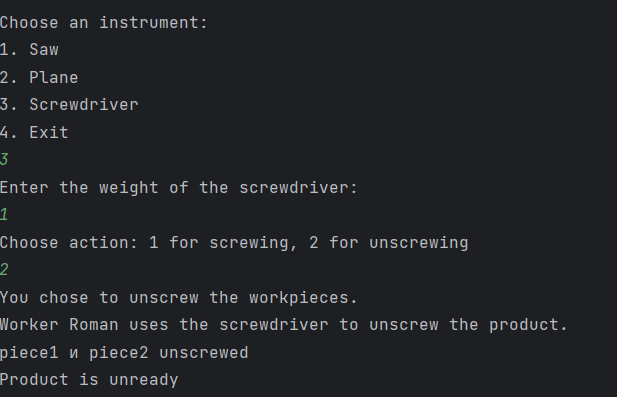 Choose an instrument:
1. Saw
2. Plane
3. Screwdriver
4. Exit
3
Enter the weight of the screwdriver:
1
Choose action: 1 for screwing, 2 for unscrewing
2
You chose to unscrew the workpieces.
Worker Roman uses the screwdriver to unscrew the product.
piece1 и piece2 unscrewed
Product is unready